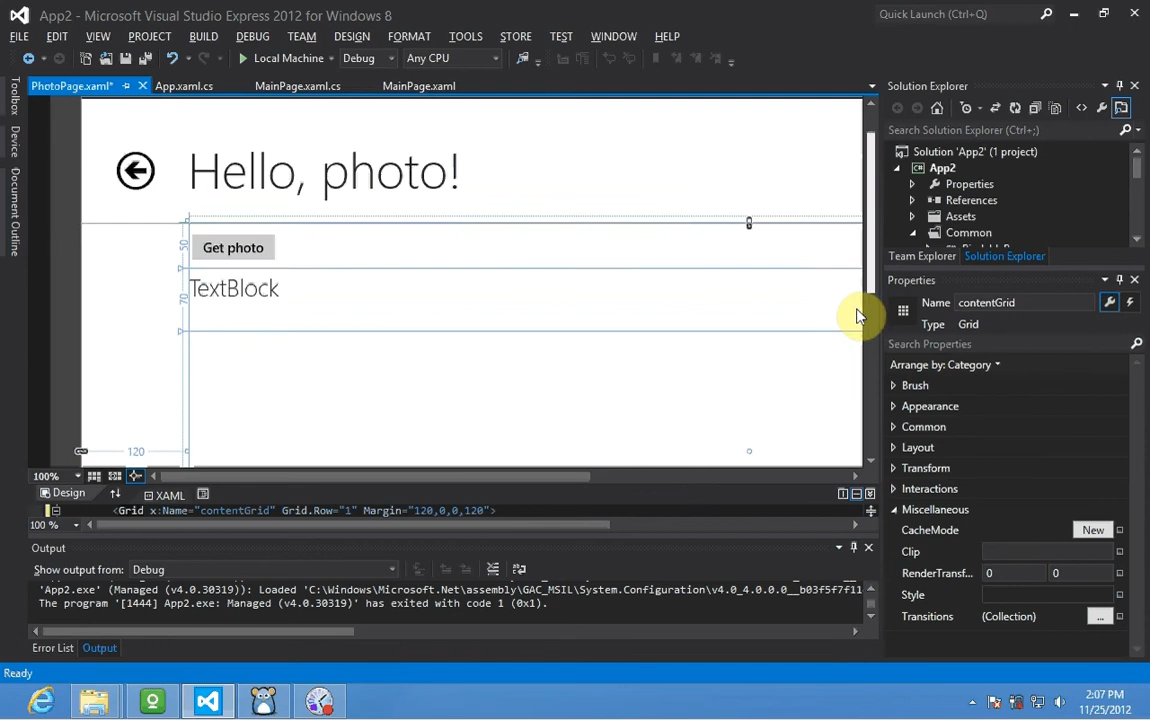 App2 - Microsoft Visual Studio Express 2012 for Windows 8
Quick Launch (Ctrl+Q)
FILE EDIT VIEW PROJECT BUILD DEBUG TEAM DESIGN FORMAT TOOLS STORE TEST WINDOW HELP
Local Machine Debug Any CPU
PhotoPage.xaml* App.xaml.cs MainPage.xaml.cs MainPage.xaml
Solution Explorer
Toolbox
Device
Document Outline
Search Solution Explorer (Ctrl+;)
Solution 'App2' (1 project)
App2
Properties
References
Assets
Common
Team Explorer Solution Explorer
Hello, photo!
50
Get photo
70
TextBlock
120
Properties
Name contentGrid
Type Grid
Search Properties
Arrange by: Category
Brush
Appearance
Common
Layout
Transform
Interactions
Miscellaneous
CacheMode New
Clip
RenderTransf... 0 0
Style
Transitions (Collection) ...
100%
Design XAML
<Grid x:Name="contentGrid" Grid.Row="1" Margin="120,0,0,120">
100 %
Output
Show output from: Debug
'App2.exe' (Managed (v4.0.30319)): Loaded 'C:\Windows\Microsoft.Net\assembly\GAC_MSIL\System.Configuration\v4.0_4.0.0.0__b03f5f7f11
The program '[1444] App2.exe: Managed (v4.0.30319)' has exited with code 1 (0x1).
Error List Output
Ready
2:07 PM
11/25/2012